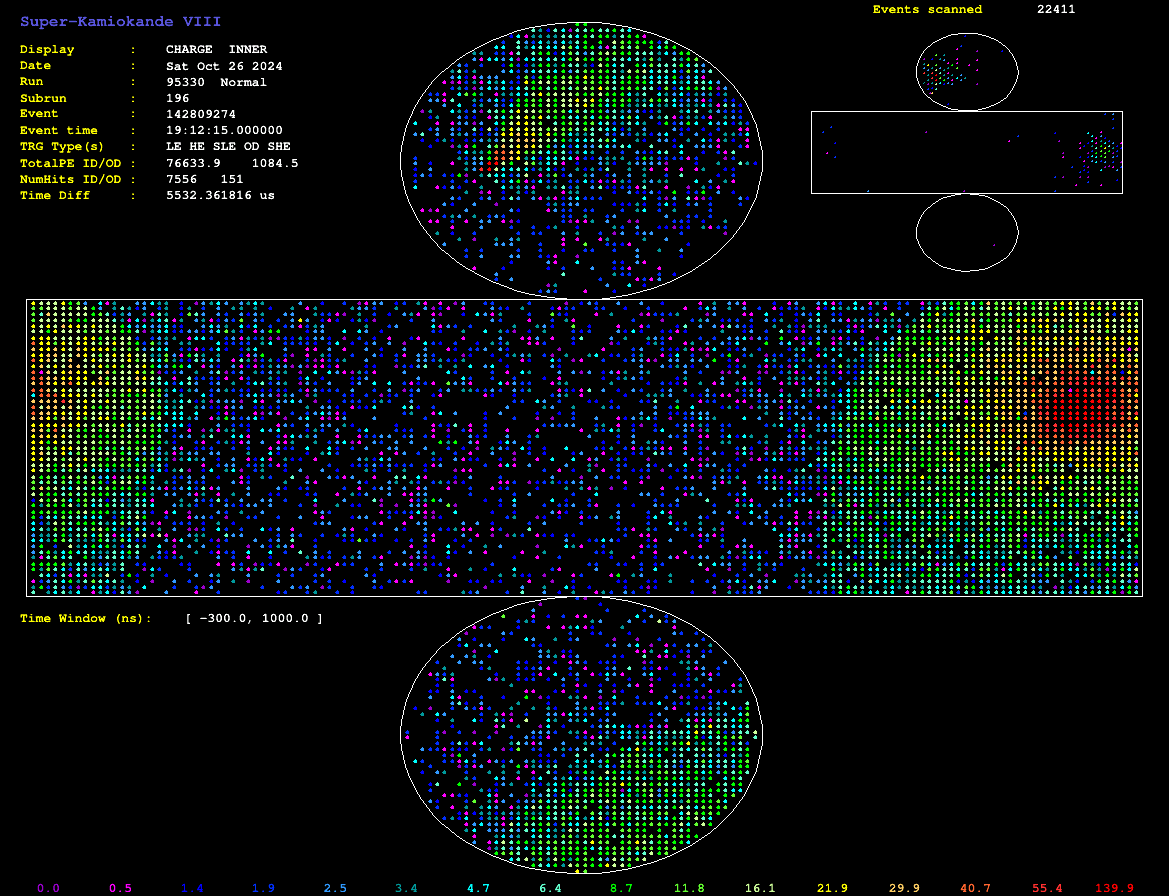 Super-Kamiokande VIII
Events scanned 22411
Display : CHARGE INNER
Date : Sat Oct 26 2024
Run : 95330 Normal
Subrun : 196
Event : 142809274
Event time : 19:12:15.000000
TRG Type(s) : LE HE SLE OD SHE
TotalPE ID/OD : 76633.9 1084.5
NumHits ID/OD : 7556 151
Time Diff : 5532.361816 us
Time Window (ns): [ -300.0, 1000.0 ]
0.0 0.5 1.4 1.9 2.5 3.4 4.7 6.4 8.7 11.8 16.1 21.9 29.9 40.7 55.4 139.9